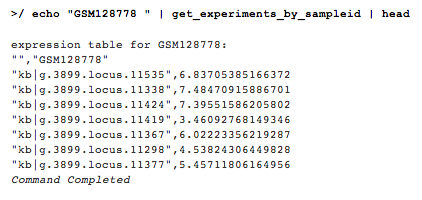 >/ echo "GSM128778 " | get_experiments_by_sampleid | head
expression table for GSM128778:
"","GSM128778"
"kb|g.3899.locus.11535",6.83705385166372
"kb|g.3899.locus.11338",7.48470915886701
"kb|g.3899.locus.11424",7.39551586205802
"kb|g.3899.locus.11419",3.46092768149346
"kb|g.3899.locus.11367",6.02223356219287
"kb|g.3899.locus.11298",4.53824306449828
"kb|g.3899.locus.11377",5.45711806164956
Command Completed